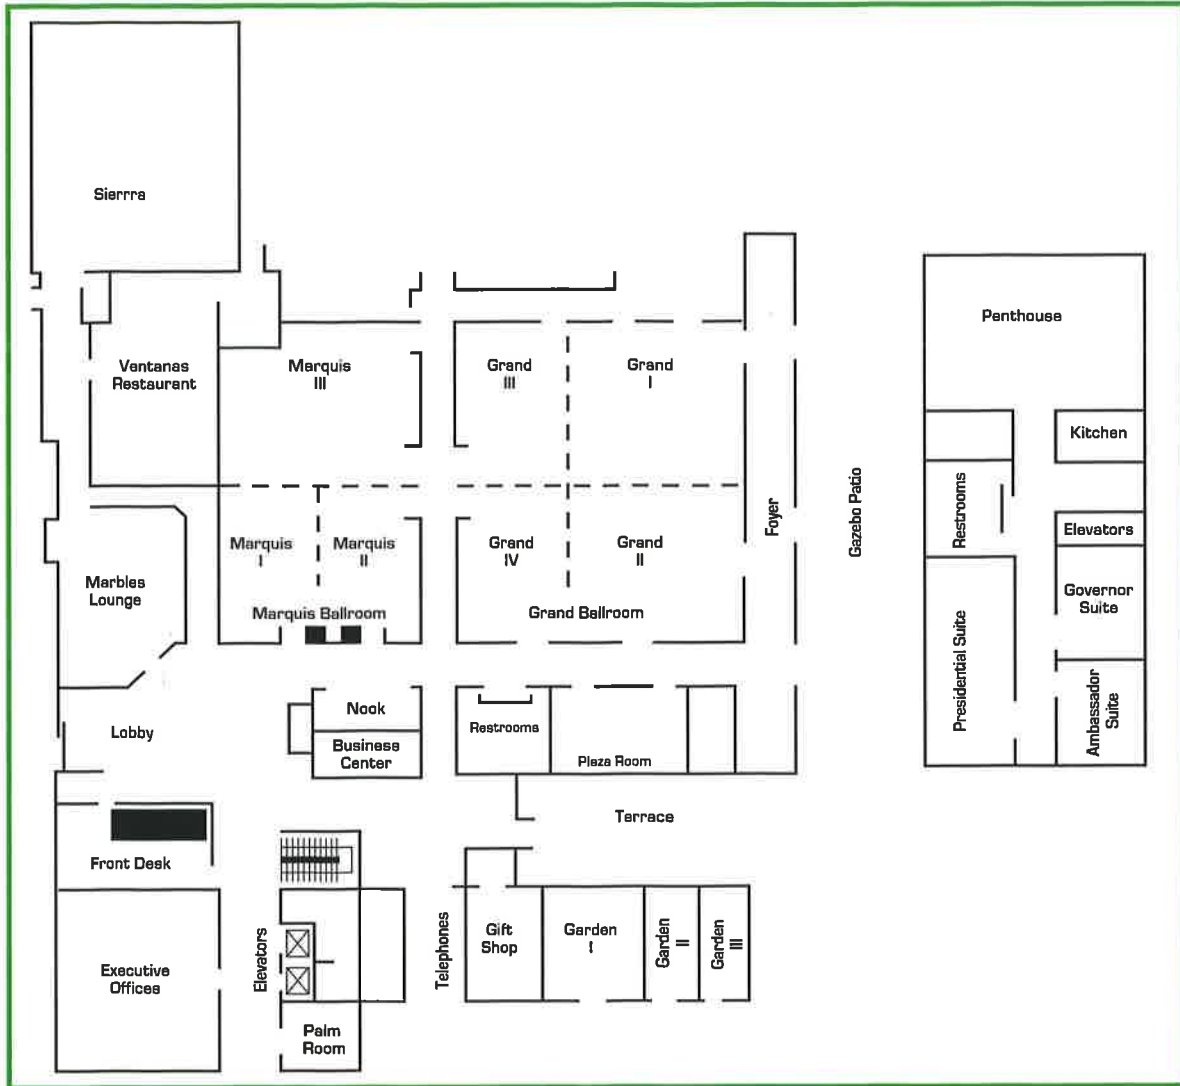 Sierrra
Ventanas
Restaurant
Marquis
III
Grand
III
Grand
I
Marquis
I
Marquis
II
Grand
IV
Grand
II
Marquis Ballroom
Grand Ballroom
Foyer
Gazebo Patio
Marbles
Lounge
Lobby
Nook
Business
Center
Restrooms
Plaza Room
Terrace
Front Desk
Executive
Offices
Elevators
Palm
Room
Telephones
Gift
Shop
Garden
I
Garden
II
Garden
III
Penthouse
Kitchen
Restrooms
Elevators
Governor
Suite
Presidential Suite
Ambassador
Suite